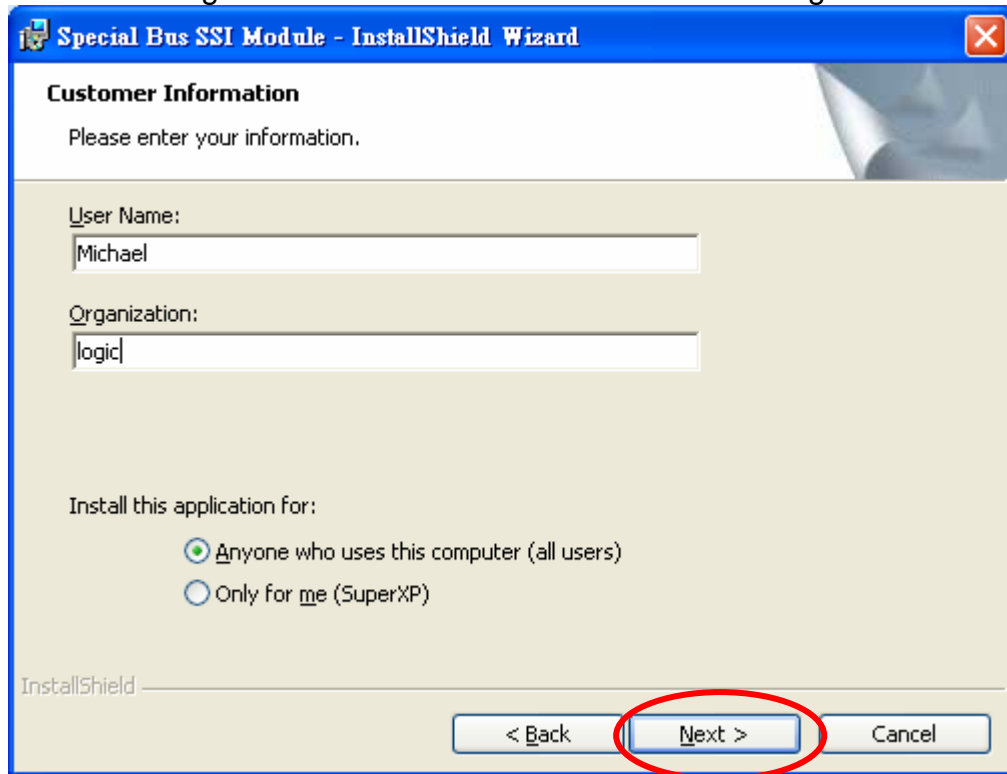 Special Bus SSI Module - InstallShield Wizard
Customer Information
Please enter your information.
User Name:
Michael
Organization:
logic
Install this application for:
Anyone who uses this computer (all users)
Only for me (SuperXP)
InstallShield
< Back Next > Cancel